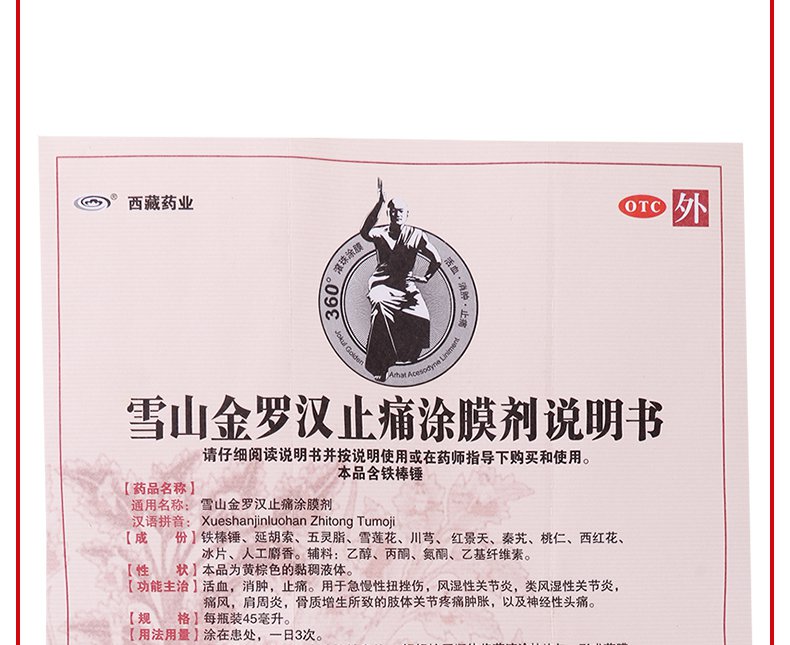 西藏药业
OTC 外
360° 滚珠涂膜 活血·消肿·止痛
Jokul Golden Arhat Acesodyne Liniment
雪山金罗汉止痛涂膜剂说明书
请仔细阅读说明书并按说明使用或在药师指导下购买和使用。
本品含铁棒锤
【药品名称】
通用名称：雪山金罗汉止痛涂膜剂
汉语拼音：Xueshanjinluohan Zhitong Tumoji
【成 份】铁棒锤、延胡索、五灵脂、雪莲花、川芎、红景天、秦艽、桃仁、西红花、
冰片、人工麝香。辅料：乙醇、丙酮、氮酮、乙基纤维素。
【性 状】本品为黄棕色的黏稠液体。
【功能主治】活血，消肿，止痛。用于急慢性扭挫伤，风湿性关节炎，类风湿性关节炎，
痛风，肩周炎，骨质增生所致的肢体关节疼痛肿胀，以及神经性头痛。
【规 格】每瓶装45毫升。
【用法用量】涂在患处，一日3次。